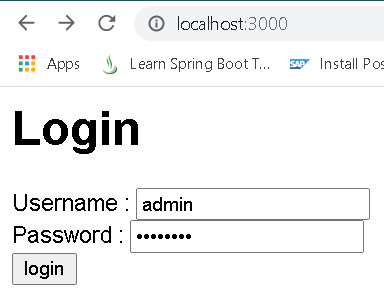 localhost:3000
Apps Learn Spring Boot T... SAP Install Pos
Login
Username : admin
Password : ••••••••
login